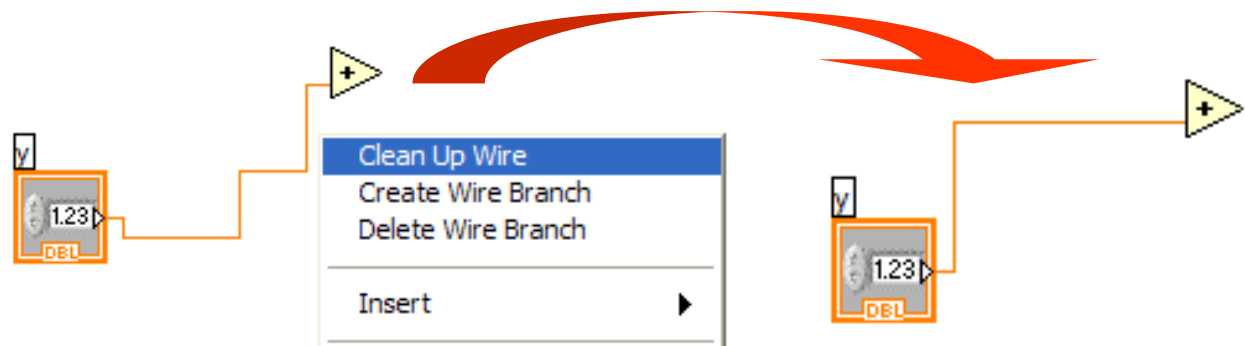 +
y
1.23
DBL
Clean Up Wire
Create Wire Branch
Delete Wire Branch
Insert
+
y
1.23
DBL